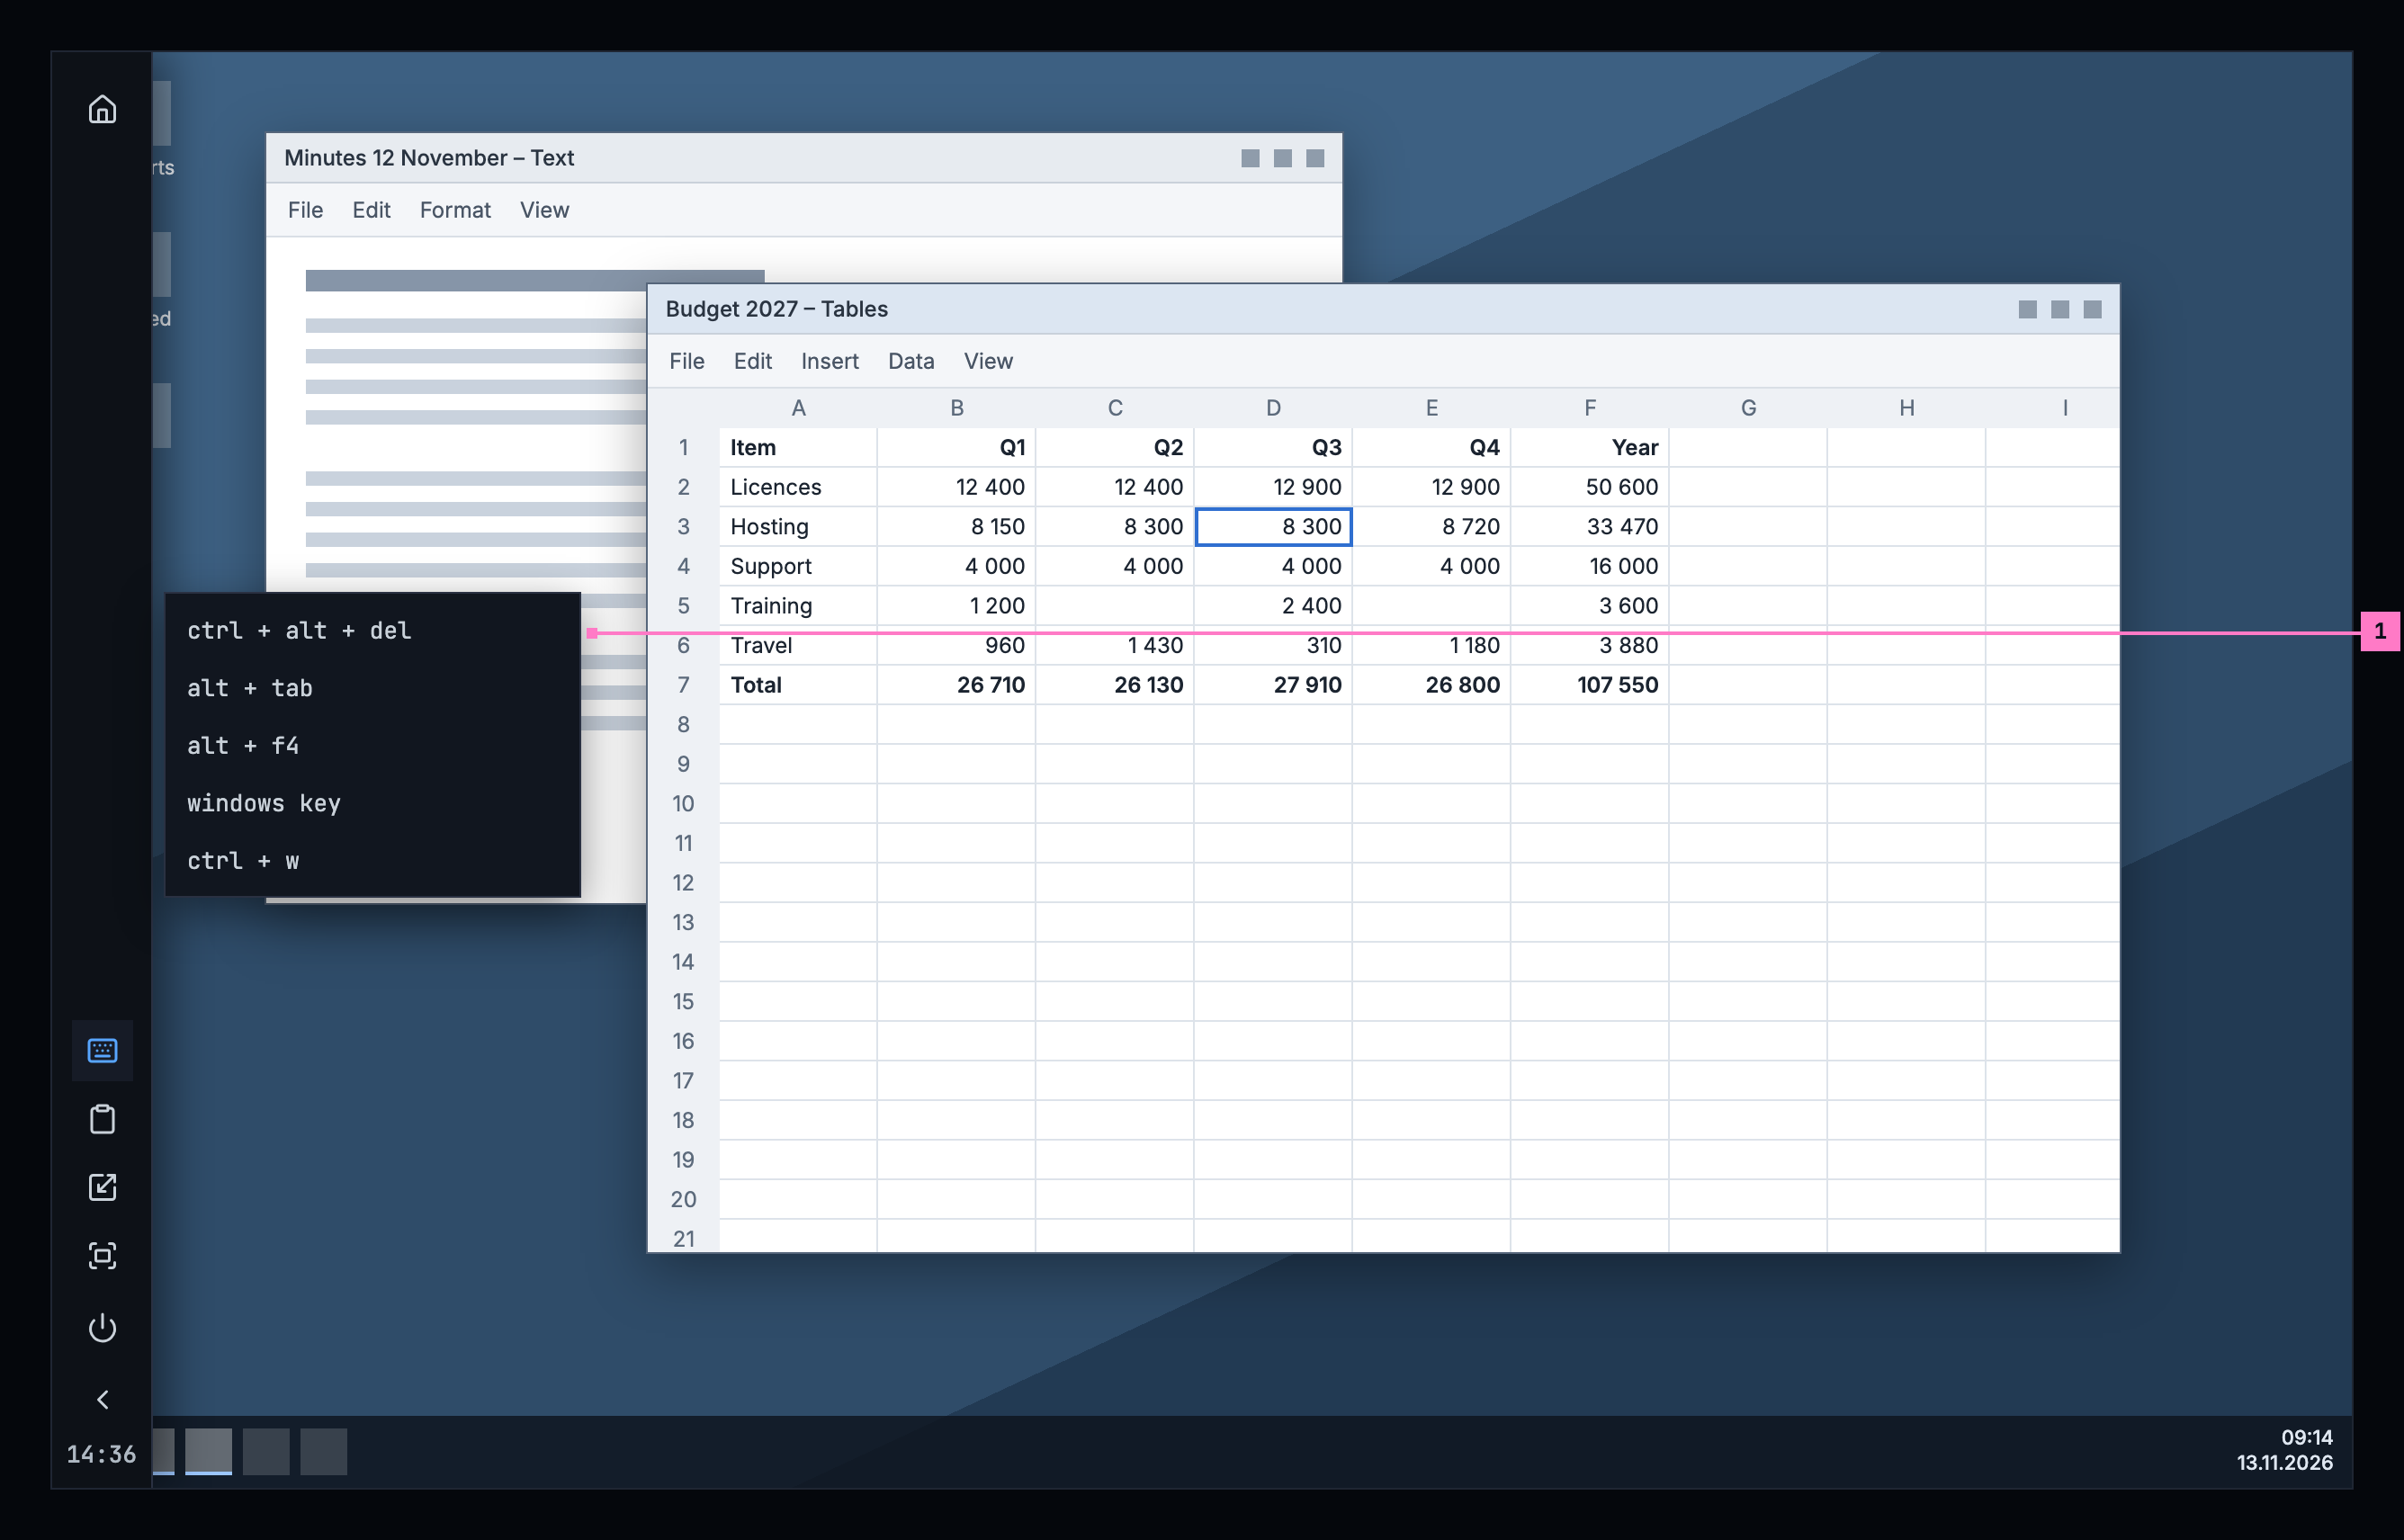 rts
ed
Minutes 12 November – Text
File Edit Format View
Budget 2027 – Tables
File Edit Insert Data View
A B C D E F G H I
1 Item Q1 Q2 Q3 Q4 Year
2 Licences 12 400 12 400 12 900 12 900 50 600
3 Hosting 8 150 8 300 8 300 8 720 33 470
4 Support 4 000 4 000 4 000 4 000 16 000
5 Training 1 200 2 400 3 600
6 Travel 960 1 430 310 1 180 3 880
7 Total 26 710 26 130 27 910 26 800 107 550
8
9
10
11
12
13
14
15
16
17
18
19
20
21
ctrl + alt + del
alt + tab
alt + f4
windows key
ctrl + w
1
14:36
09:14
13.11.2026